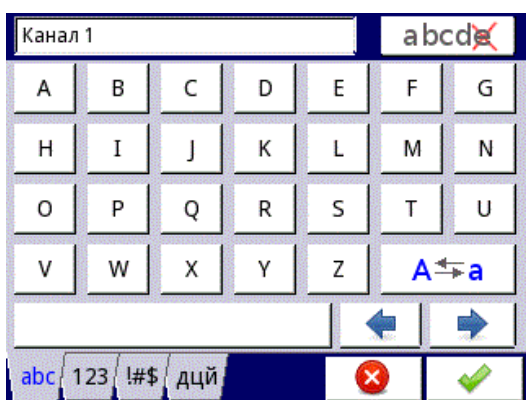 Канал 1 abcde
A B C D E F G
H I J K L M N
O P Q R S T U
V W X Y Z A a
abc 123 !#$ дцй